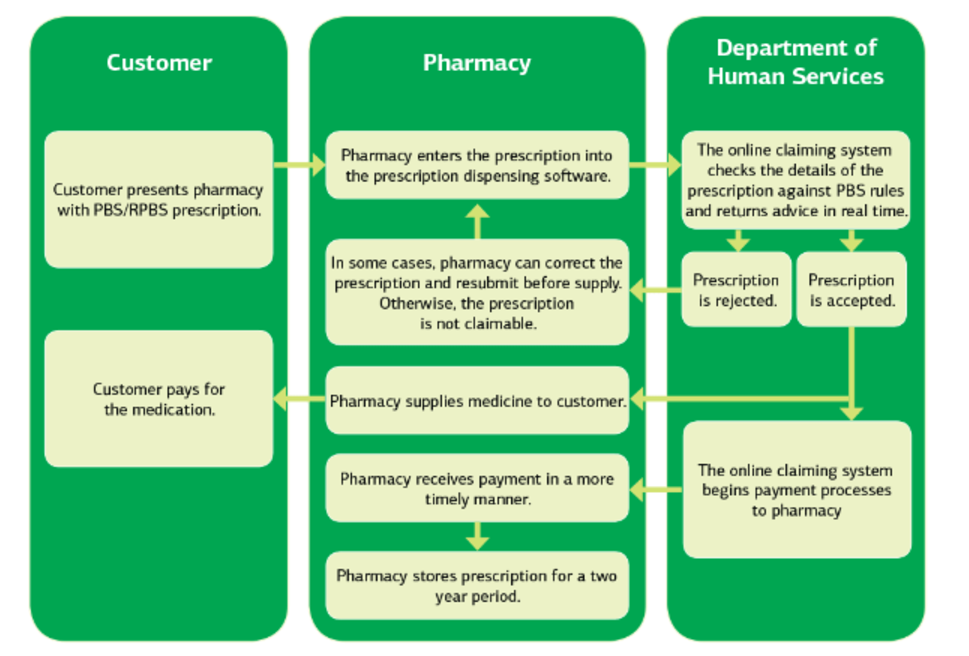 Customer
Customer presents pharmacy
with PBS/RPBS prescription.
Customer pays for
the medication.
Pharmacy
Pharmacy enters the prescription into
the prescription dispensing software.
In some cases, pharmacy can correct the
prescription and resubmit before supply.
Otherwise, the prescription
is not claimable.
Pharmacy supplies medicine to customer.
Pharmacy receives payment in a more
timely manner.
Pharmacy stores prescription for a two
year period.
Department of
Human Services
The online claiming system
checks the details of the
prescription against PBS rules
and returns advice in real time.
Prescription
is rejected.
Prescription
is accepted.
The online claiming system
begins payment processes
to pharmacy